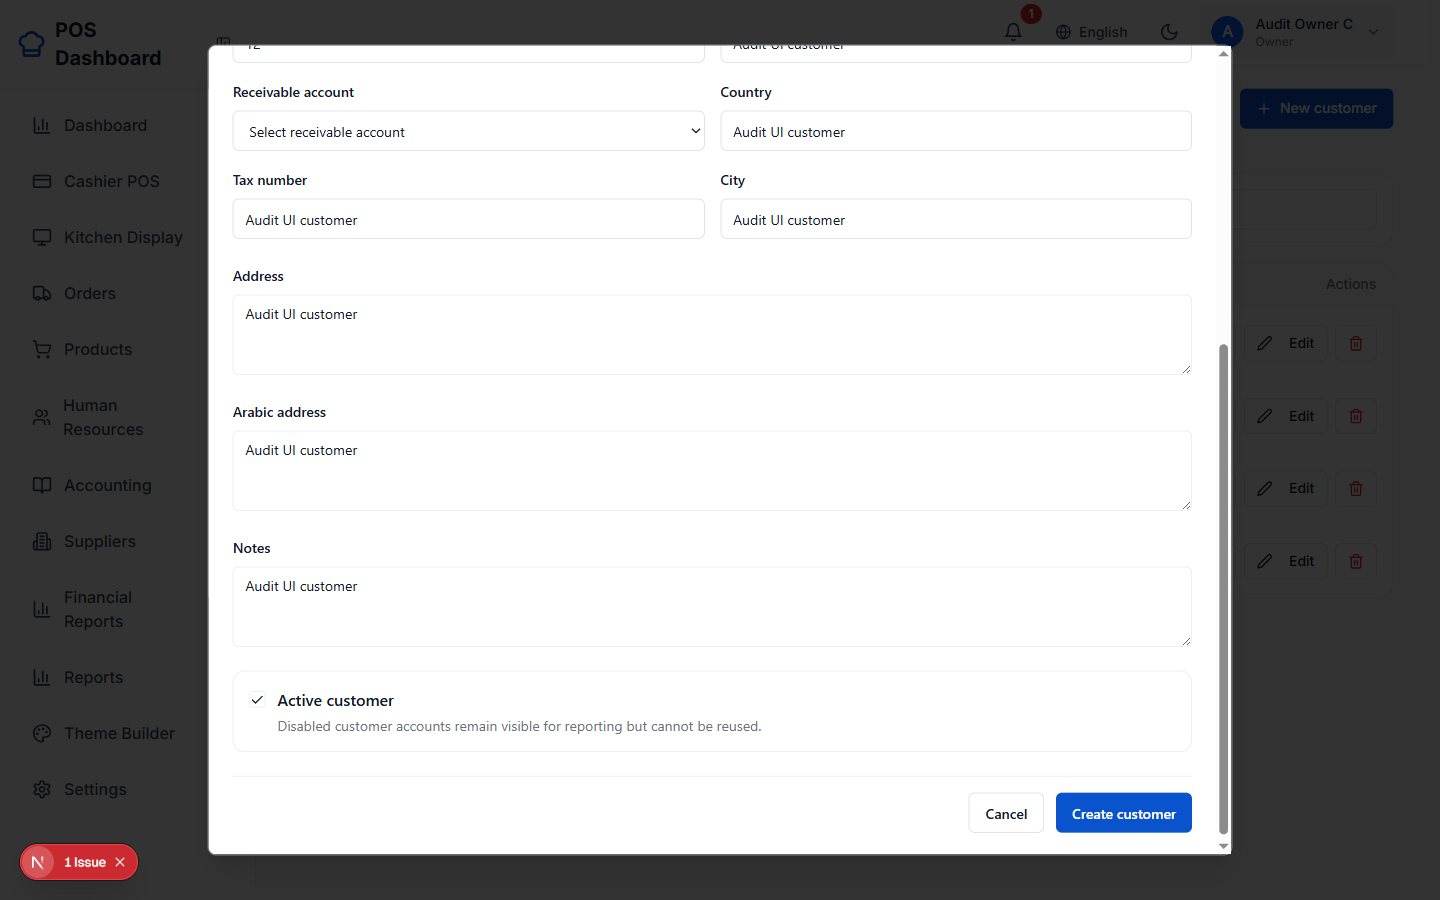 POS
Dashboard
1
English
A
Audit Owner C
Owner
New customer
Dashboard
Cashier POS
Kitchen Display
Orders
Products
Human
Resources
Accounting
Suppliers
Financial
Reports
Reports
Theme Builder
Settings
N
1 Issue
12
Audit UI customer
Receivable account
Country
Select receivable account
Audit UI customer
Tax number
City
Audit UI customer
Audit UI customer
Address
Audit UI customer
Arabic address
Audit UI customer
Notes
Audit UI customer
Active customer
Disabled customer accounts remain visible for reporting but cannot be reused.
Cancel
Create customer
Actions
Edit
Edit
Edit
Edit